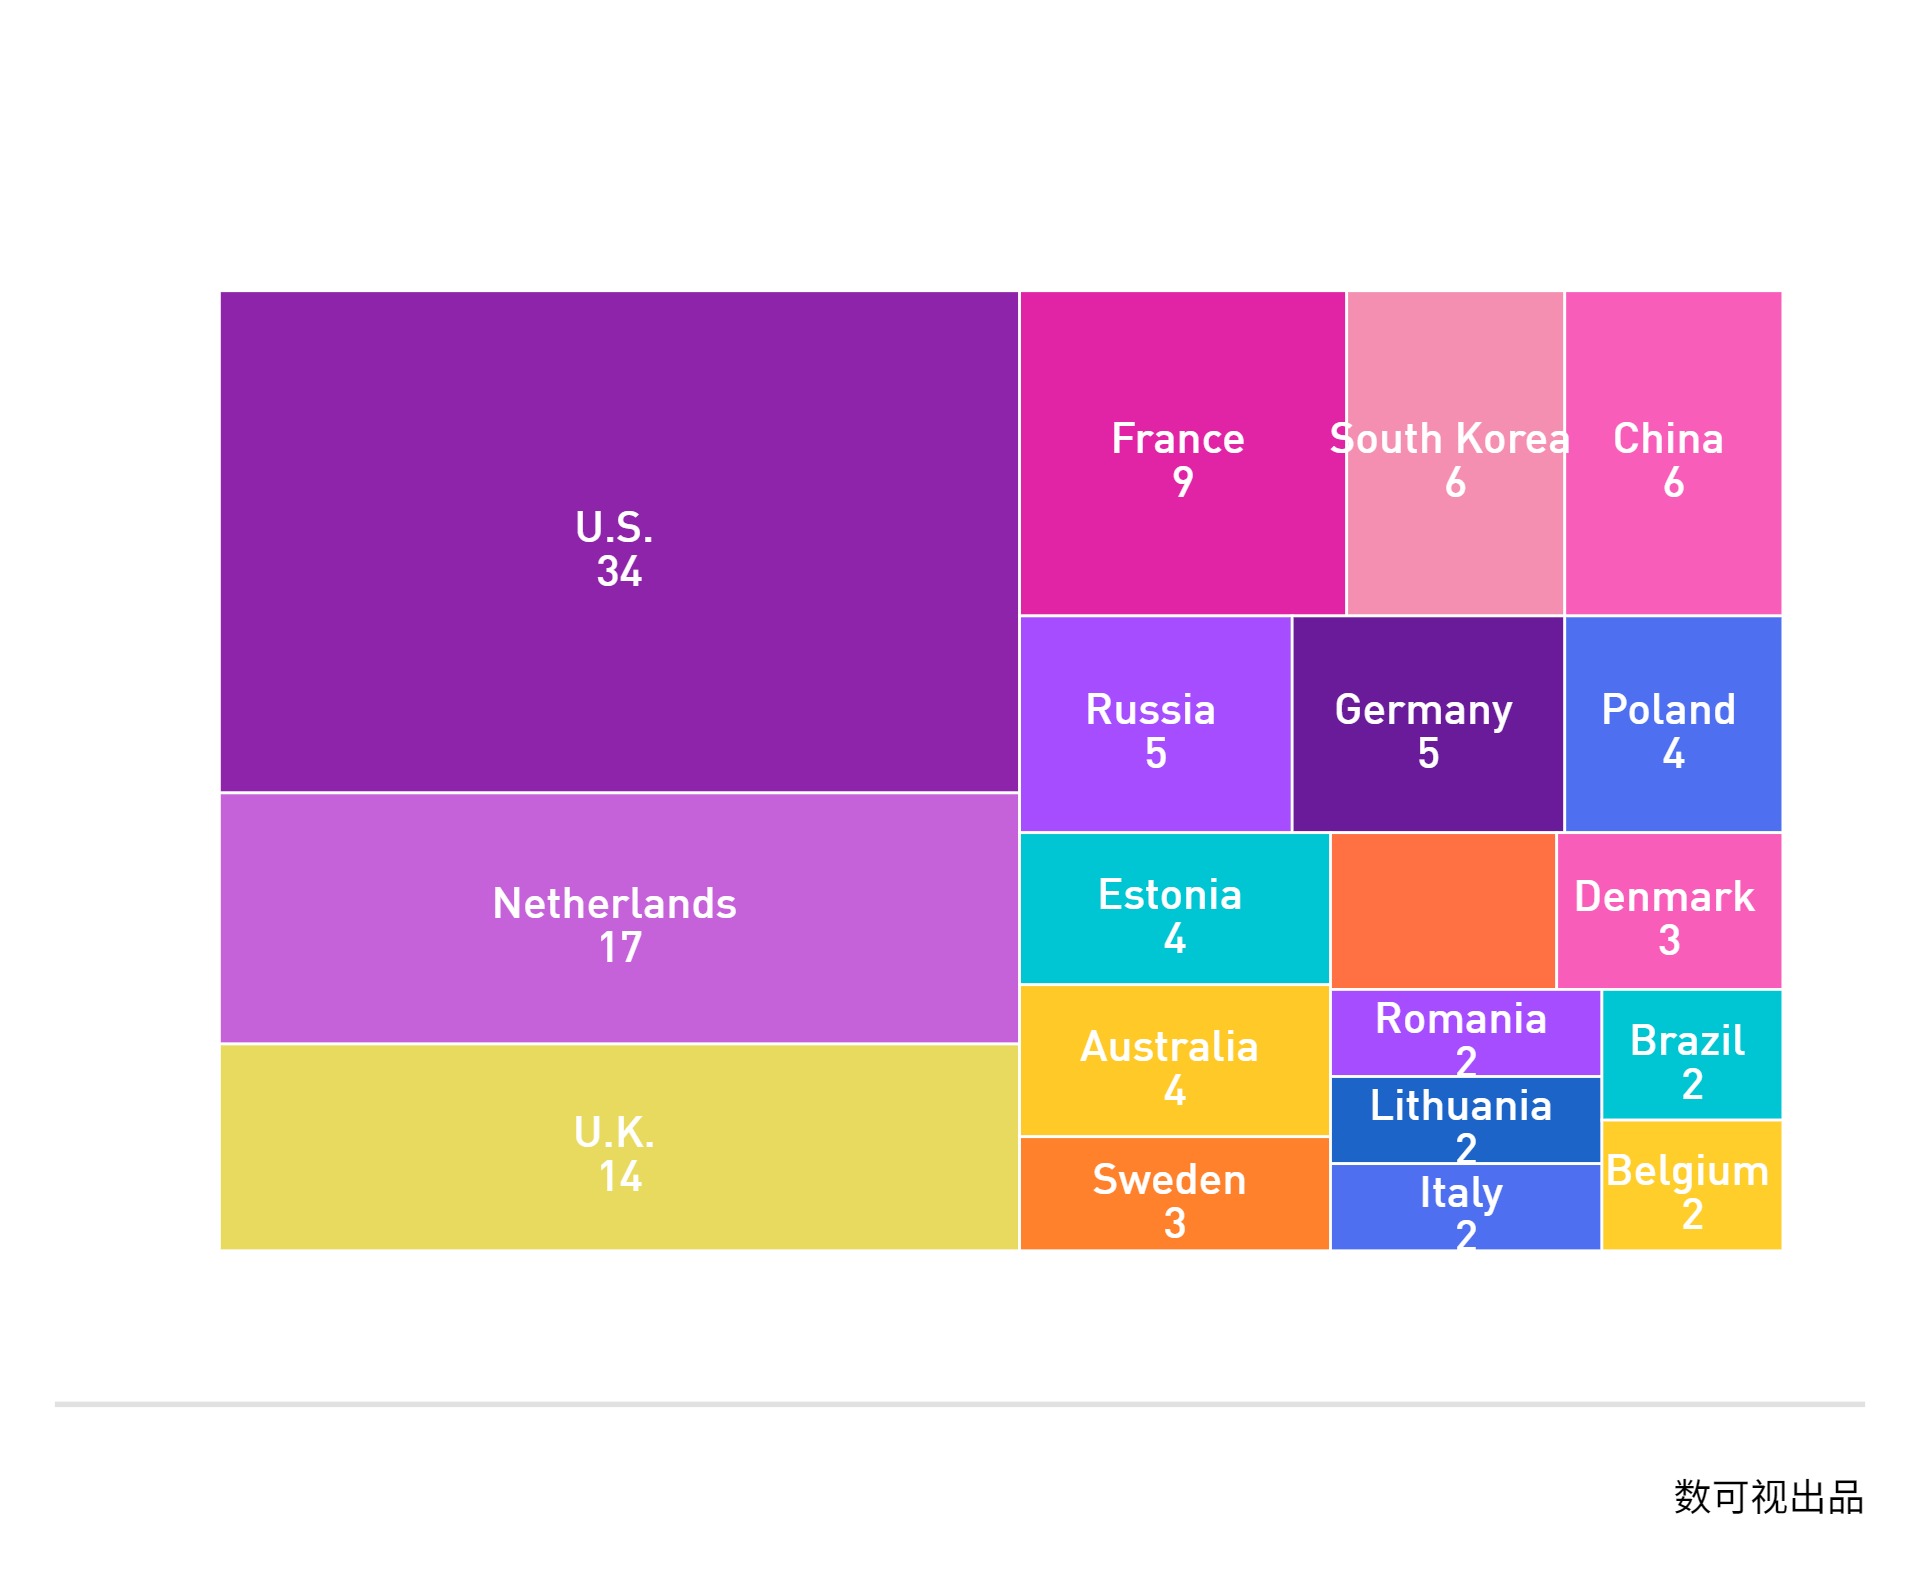 U.S.
34
Netherlands
17
U.K.
14
France
9
South Korea
6
China
6
Russia
5
Germany
5
Poland
4
Estonia
4
Denmark
3
Australia
4
Sweden
3
Romania
2
Lithuania
2
Italy
2
Brazil
2
Belgium
2
数可视出品